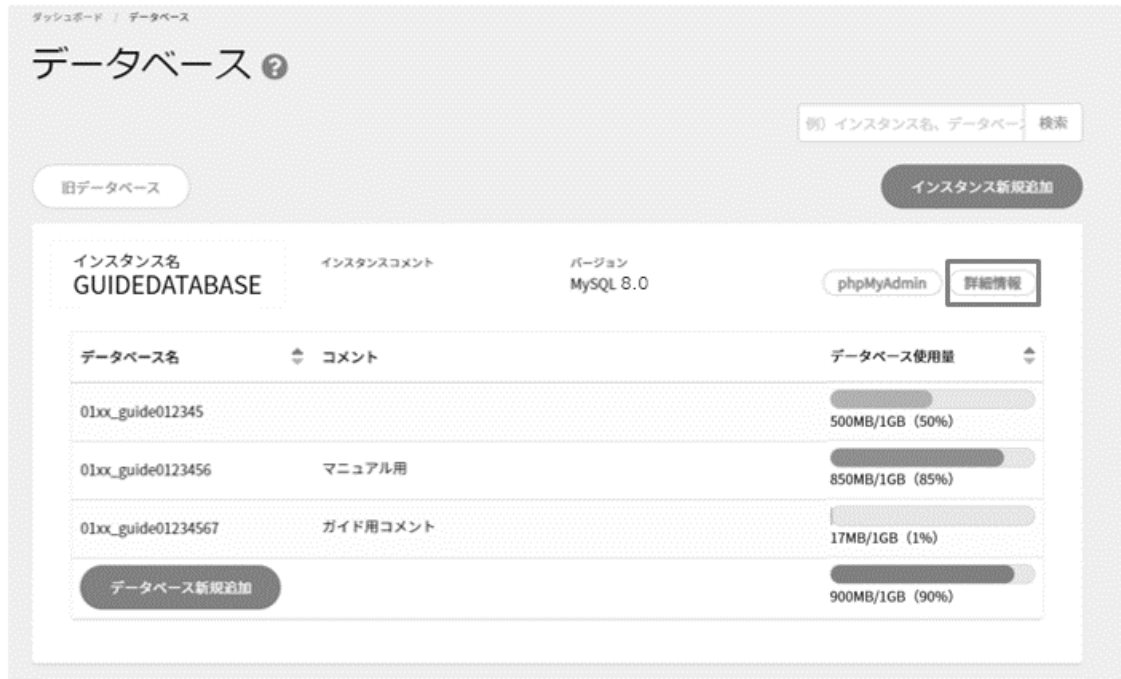 ダッシュボード / データベース
データベース ?
例）インスタンス名、データベース 検索
旧データベース インスタンス新規追加
インスタンス名 インスタンスコメント バージョン
GUIDEDATABASE MySQL 8.0 phpMyAdmin 詳細情報
データベース名 コメント データベース使用量
01xx_guide012345
500MB/1GB（50%）
01xx_guide0123456 マニュアル用
850MB/1GB（85%）
01xx_guide01234567 ガイド用コメント
17MB/1GB（1%）
データベース新規追加
900MB/1GB（90%）